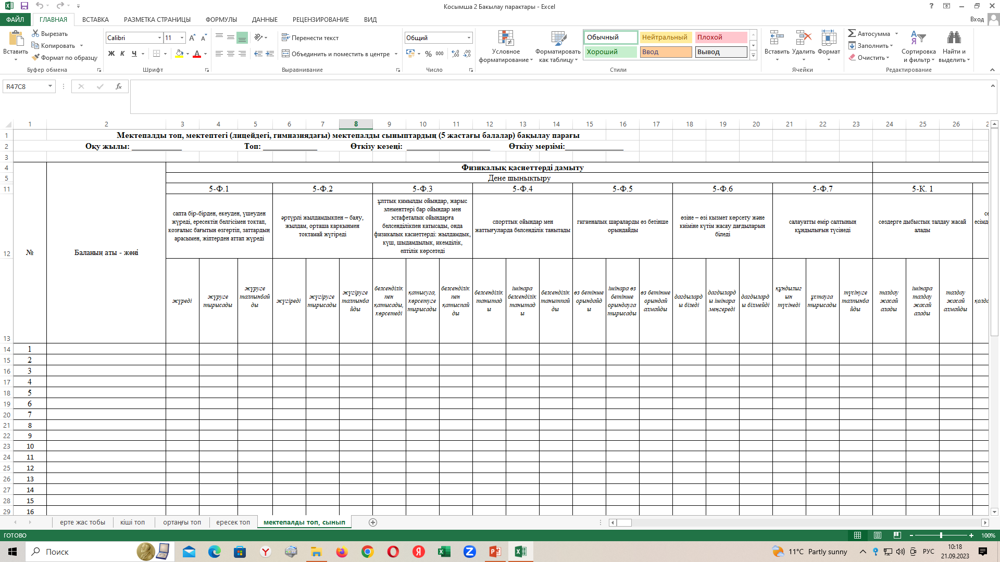 Косымша 2 Бакылау парактары - Excel
ФАЙЛ ГЛАВНАЯ ВСТАВКА РАЗМЕТКА СТРАНИЦЫ ФОРМУЛЫ ДАННЫЕ РЕЦЕНЗИРОВАНИЕ ВИД Вход
Вставить Вырезать Копировать Формат по образцу
Calibri 11
Ж К Ч
Перенести текст
Объединить и поместить в центре
Общий
% 000
Условное форматирование
Форматировать как таблицу
Обычный Нейтральный Плохой
Хороший Ввод Вывод
Вставить Удалить Формат
Автосумма
Заполнить
Очистить
Сортировка и фильтр
Найти и выделить
Буфер обмена Шрифт Выравнивание Число Стили Ячейки Редактирование
R47C8
1 2 3 4 5 6 7 8 9 10 11 12 13 14 15 16 17 18 19 20 21 22 23 24 25 26
1 Мектепалды топ, мектептегі (лицейдегі, гимназиядағы) мектепалды сыныптардың (5 жастағы балалар) бақылау парағы
2 Оқу жылы: ____________ Топ: _____________ Өткізу кезеңі: ____________________ Өткізу мерзімі:______________
3
4 Физикалық қасиеттерді дамыту
5 Дене шынықтыру
11 5-Ф.1 5-Ф.2 5-Ф.3 5-Ф.4 5-Ф.5 5-Ф.6 5-Ф.7 5-К. 1
12 № Баланың аты - жөні
сапта бір-бірден, екеуден, үшеуден жүреді, ересектің белгісімен тоқтап, қозғалыс бағытын өзгертіп, заттардың арасымен, жіптерден аттап жүреді
әртүрлі жылдамдықпен – баяу, жылдам, орташа қарқынмен тоқтамай жүгіреді
ұлттық қимылды ойындар, жарыс элементтері бар ойындар мен эстафеталық ойындарға белсенділікпен қатысады, онда физикалық қасиеттерді: жылдамдық, күш, шыдамдылық, икемділік, ептілік көрсетеді
спорттық ойындар мен жаттығуларда белсенділік танытады
гигиеналық шараларды өз бетінше орындайды
өзіне – өзі қызмет көрсету және киіміне күтім жасау дағдыларын біледі
салауатты өмір салтының құндылығын түсінеді
сөздерге дыбыстық талдау жасай алады
13
жүреді
жүруге тырысады
жүруге талпынбайды
жүгіреді
жүгіруге тырысады
жүгіруге талпынбайды
белсенділікпен қатысады, көрсетеді
қатысуға, көрсетуге тырысады
белсенділікпен қатыспайды
белсенділік танытады
ішінара белсенділік танытады
белсенділік танытпайды
өз бетінше орындайды
ішінара өз бетінше орындауға тырысады
өз бетінше орындай алмайды
дағдыларды біледі
дағдыларды ішінара меңгереді
дағдыларды білмейді
құндылығын түсінеді
ұстауға тырысады
түсінуге талпынбайды
талдау жасай алады
ішінара талдау жасай алады
талдау жасай алмайды
14 1
15 2
16 3
17 4
18 5
19 6
20 7
21 8
22 9
23 10
24 11
25 12
26 13
27 14
28 15
29 16
ерте жас тобы кіші топ ортаңғы топ ересек топ мектепалды топ, сынып
ГОТОВО 100%
Поиск
11°C Partly sunny РУС 10:18
21.09.2023